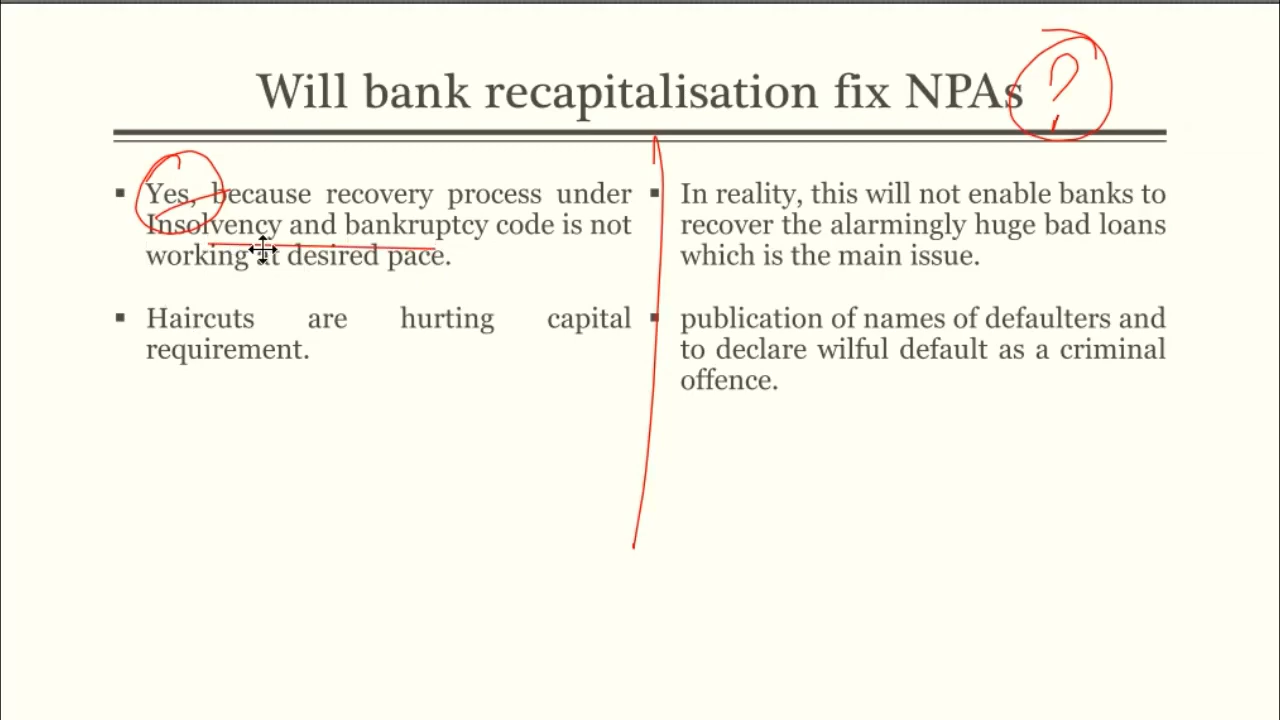 Will bank recapitalisation fix NPAs ?
▪ Yes, because recovery process under
Insolvency and bankruptcy code is not
working at desired pace.
▪ Haircuts are hurting capital
requirement.
▪ In reality, this will not enable banks to
recover the alarmingly huge bad loans
which is the main issue.
▪ publication of names of defaulters and
to declare wilful default as a criminal
offence.